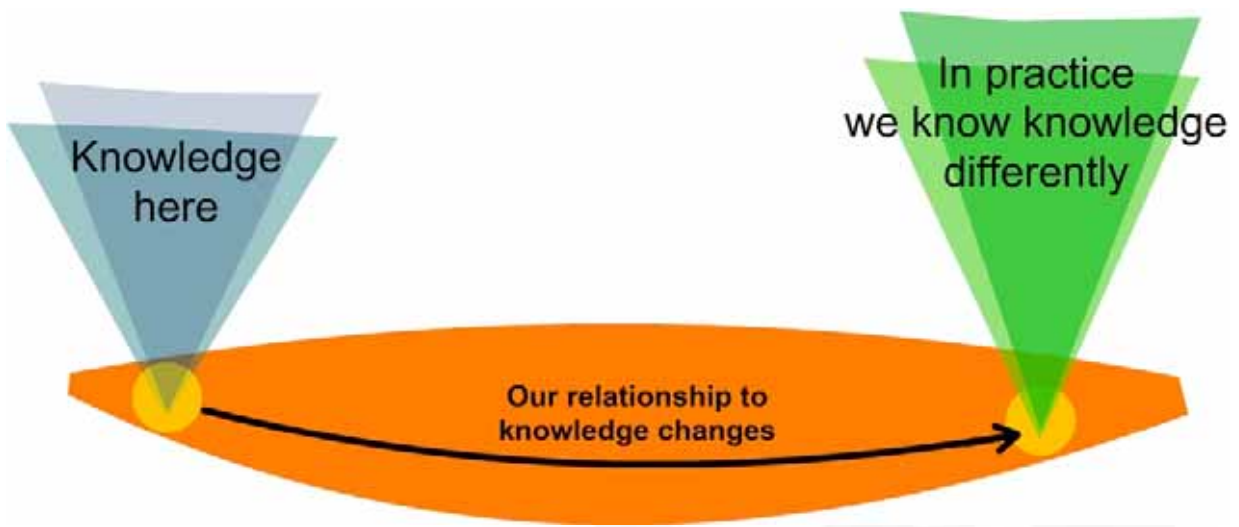 Knowledge
here
In practice
we know knowledge
differently
Our relationship to
knowledge changes